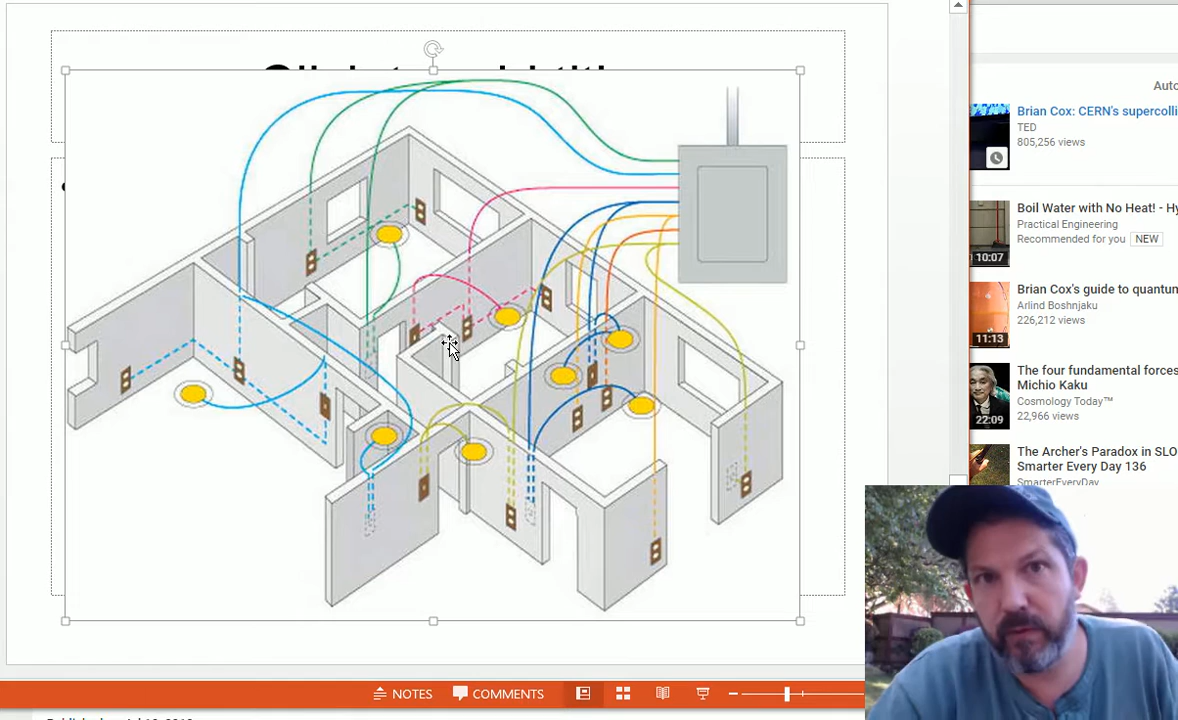 Auto
Brian Cox: CERN's supercolli
TED
805,256 views
Boil Water with No Heat! - Hy
Practical Engineering
Recommended for you NEW
10:07
Brian Cox's guide to quantu
Arlind Boshnjaku
226,212 views
11:13
The four fundamental forces
Michio Kaku
Cosmology Today™
22,966 views
22:09
The Archer's Paradox in SLO
Smarter Every Day 136
SmarterEveryDay
NOTES
COMMENTS